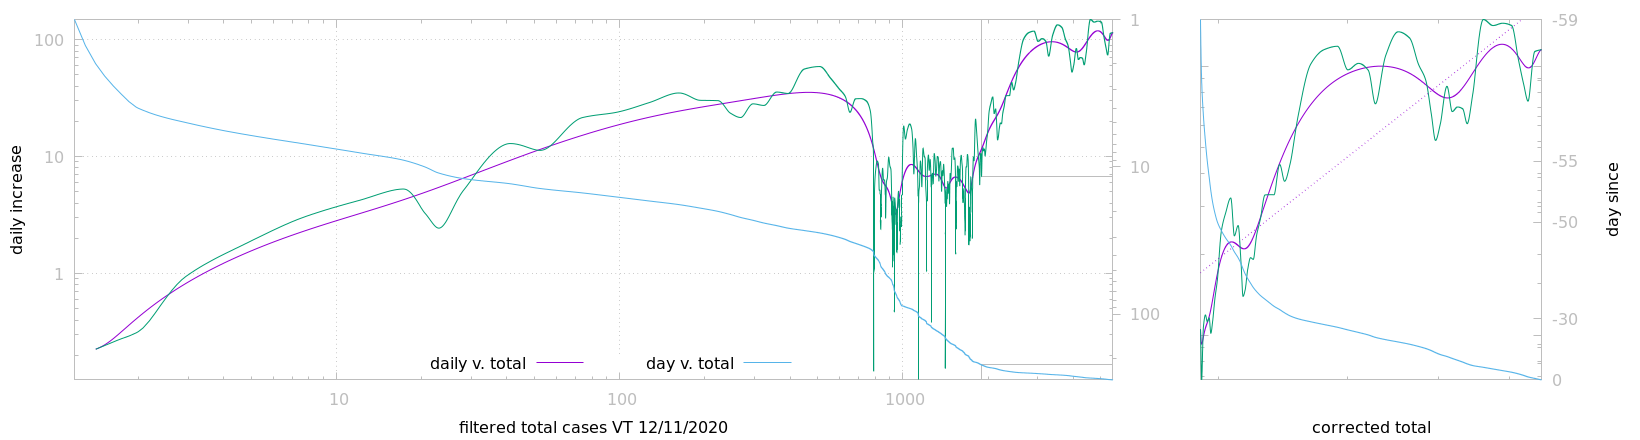 daily increase
100
10
1
10
100
1000
filtered total cases VT 12/11/2020
daily v. total
day v. total
1
10
100
-59
-55
-50
-30
0
day since
corrected total